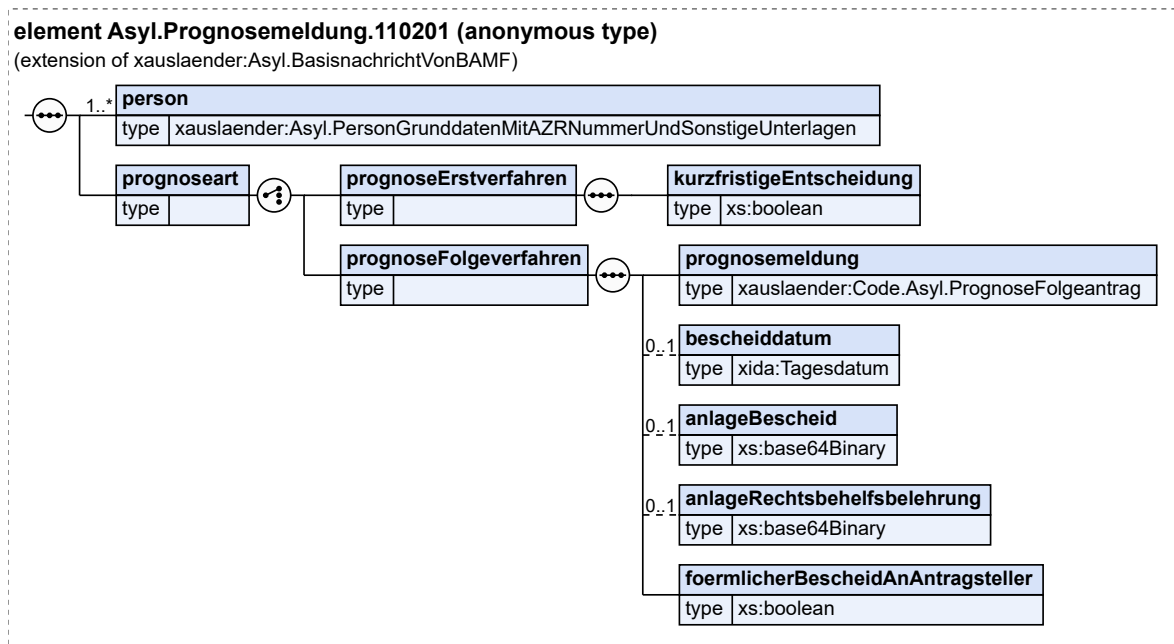 element Asyl.Prognosemeldung.110201 (anonymous type)
(extension of xauslaender:Asyl.BasisnachrichtVonBAMF)
1..*
person
type xauslaender:Asyl.PersonGrunddatenMitAZRNummerUndSonstigeUnterlagen
prognoseart
type
prognoseErstverfahren
type
kurzfristigeEntscheidung
type xs:boolean
prognoseFolgeverfahren
type
prognosemeldung
type xauslaender:Code.Asyl.PrognoseFolgeantrag
0..1
bescheiddatum
type xida:Tagesdatum
0..1
anlageBescheid
type xs:base64Binary
0..1
anlageRechtsbehelfsbelehrung
type xs:base64Binary
foermlicherBescheidAnAntragsteller
type xs:boolean